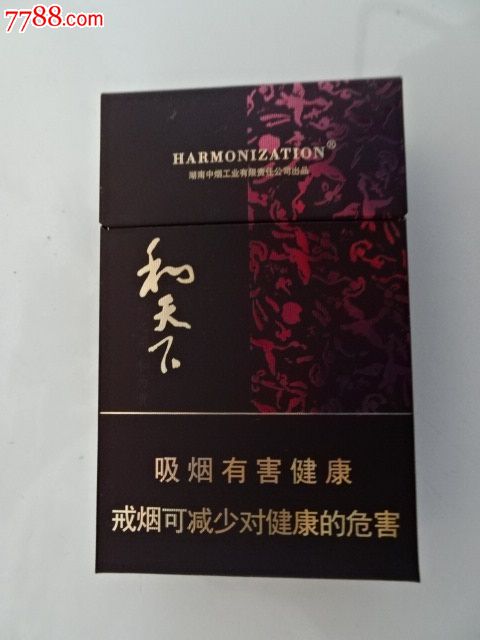 7788.com
HARMONIZATION®
湖南中烟工业有限责任公司出品
和天下
吸烟有害健康
戒烟可减少对健康的危害